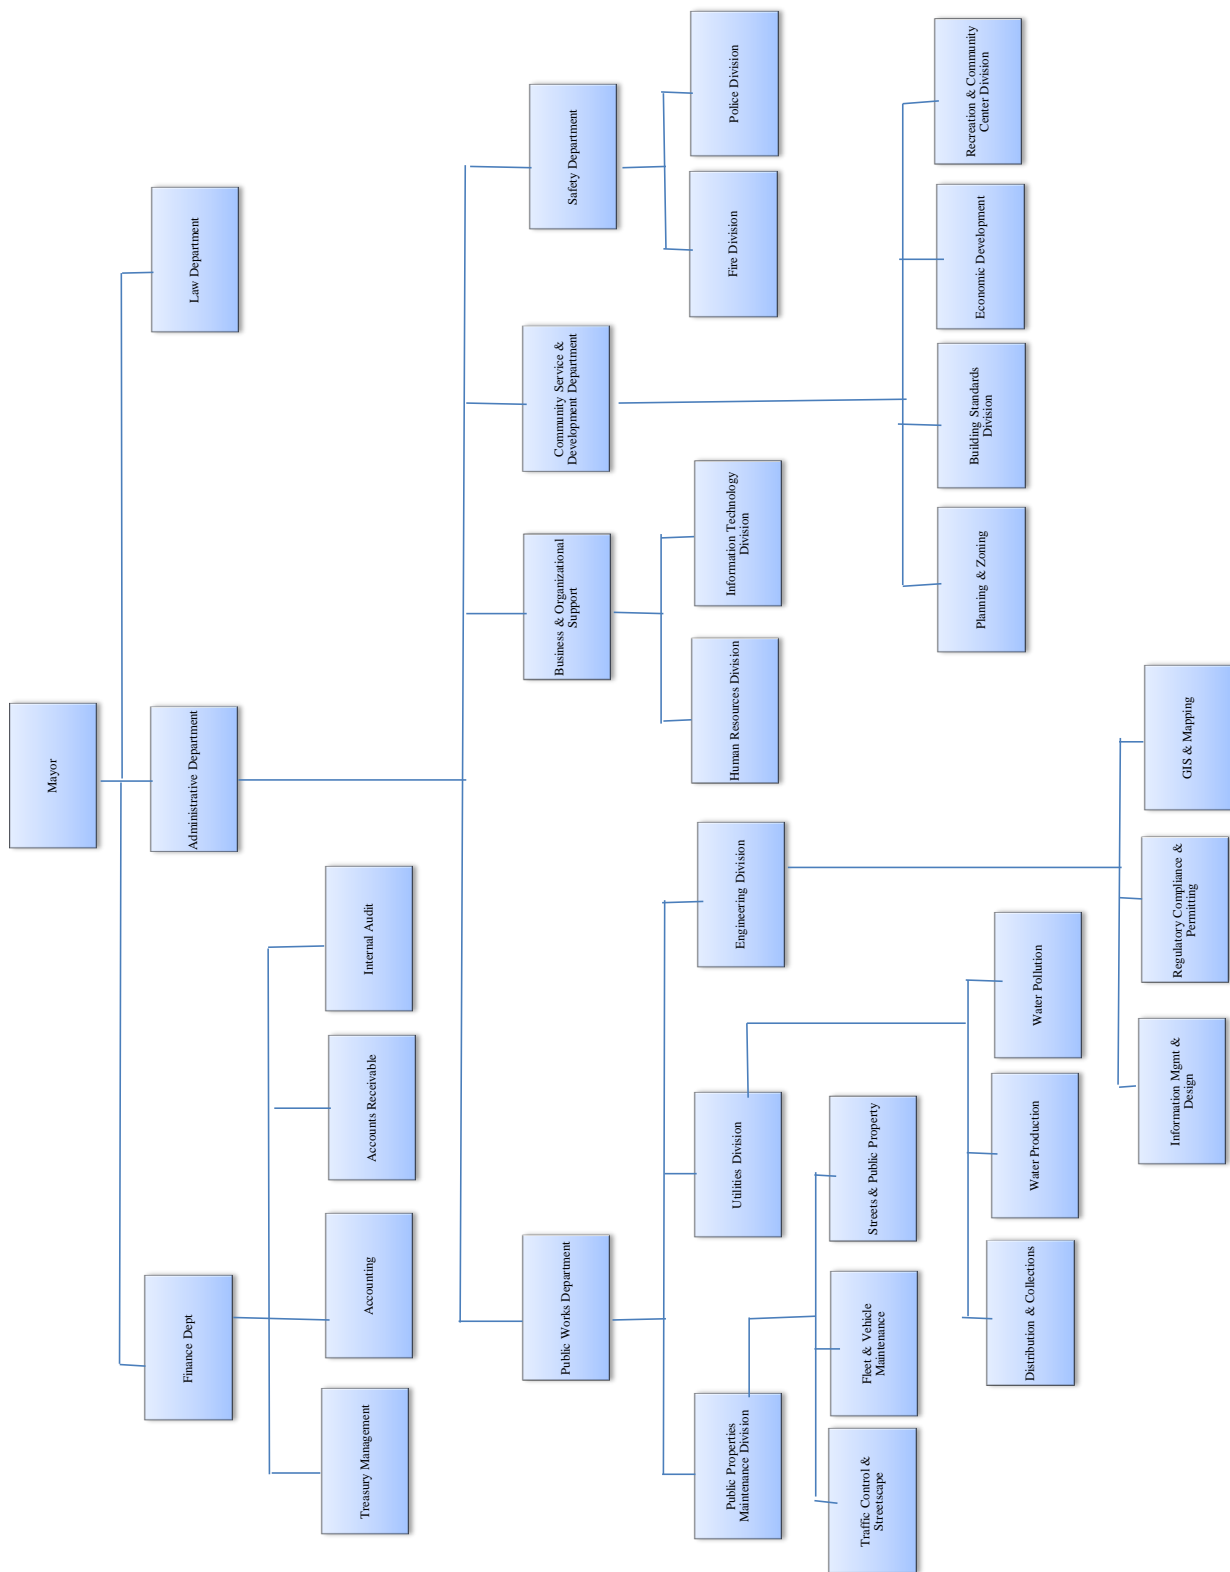 Mayor
Finance Dept
Administrative Department
Law Department
Treasury Management
Accounting
Accounts Receivable
Internal Audit
Public Works Department
Business & Organizational
Support
Community Service &
Development Department
Safety Department
Public Properties
Maintenance Division
Utilities Division
Engineering Division
Human Resources Division
Information Technology
Division
Fire Division
Police Division
Traffic Control &
Streetscape
Fleet & Vehicle
Maintenance
Streets & Public Property
Planning & Zoning
Building Standards
Division
Economic Development
Recreation & Community
Center Division
Distribution & Collections
Water Production
Water Pollution
Information Mgmt &
Design
Regulatory Compliance &
Permitting
GIS & Mapping